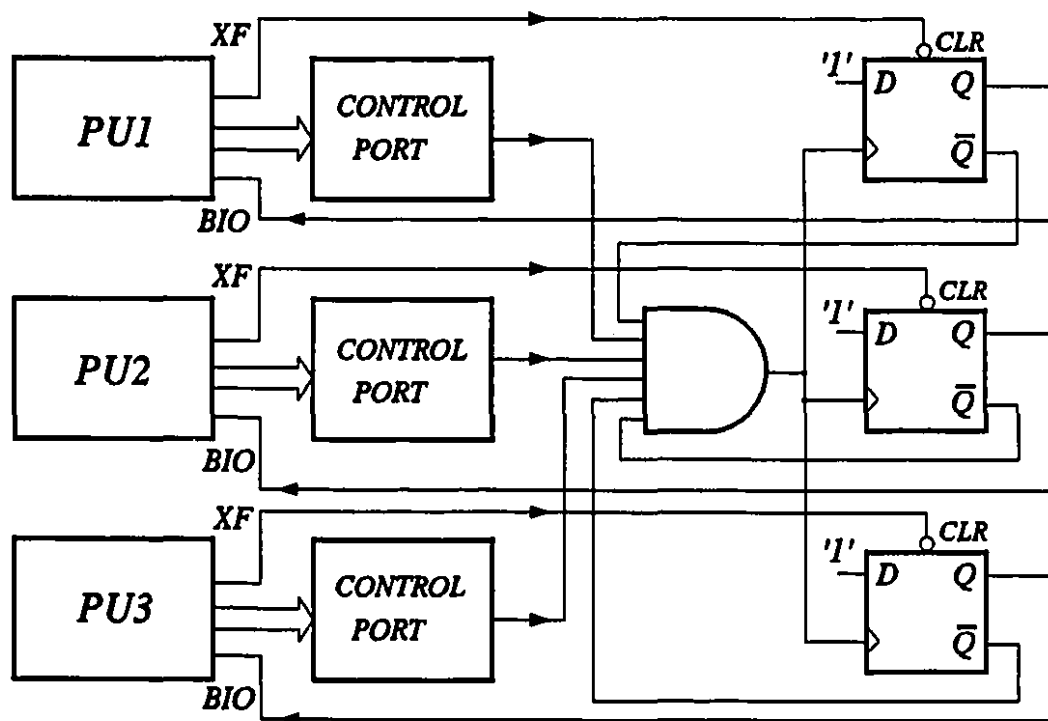 XF
CLR
'1'
D Q
CONTROL
PORT
PU1
Q̅
BIO
XF
CLR
'1'
D Q
CONTROL
PORT
PU2
Q̅
BIO
XF
CLR
'1'
D Q
CONTROL
PORT
PU3
Q̅
BIO